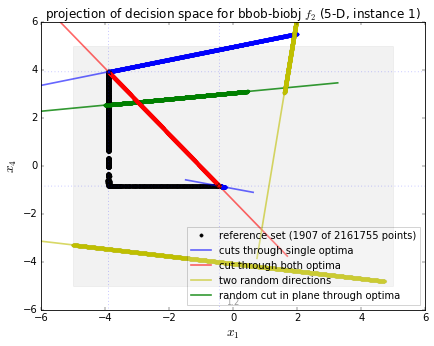 projection of decision space for bbob-biobj f₂ (5-D, instance 1)
6
4
2
0
−2
−4
−6
x₄
reference set (1907 of 2161755 points)
cuts through single optima
cut through both optima
two random directions
random cut in plane through optima
1.2
−6
−4
−2
0
2
4
6
x₁